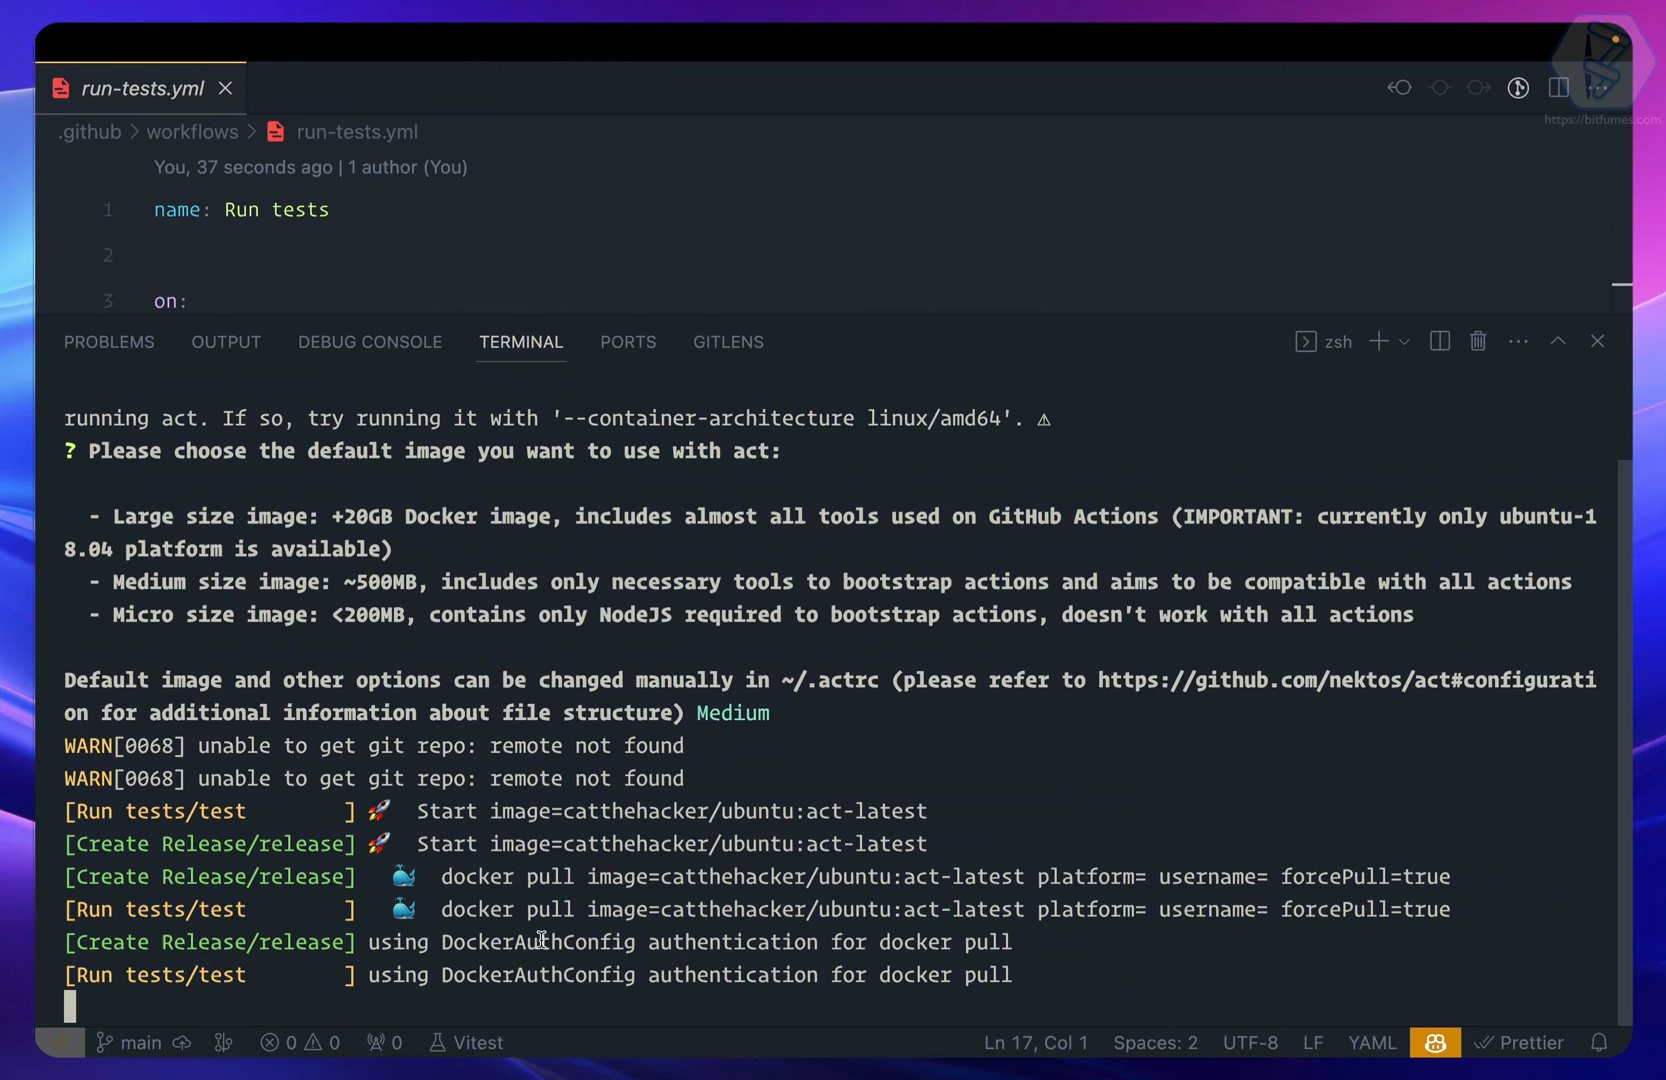 run-tests.yml
.github > workflows > run-tests.yml
https://bitfumes.com
You, 37 seconds ago | 1 author (You)
1 name: Run tests
2
3 on:
PROBLEMS OUTPUT DEBUG CONSOLE TERMINAL PORTS GITLENS zsh
running act. If so, try running it with '--container-architecture linux/amd64'. ⚠
? Please choose the default image you want to use with act:
- Large size image: +20GB Docker image, includes almost all tools used on GitHub Actions (IMPORTANT: currently only ubuntu-1
8.04 platform is available)
- Medium size image: ~500MB, includes only necessary tools to bootstrap actions and aims to be compatible with all actions
- Micro size image: <200MB, contains only NodeJS required to bootstrap actions, doesn't work with all actions
Default image and other options can be changed manually in ~/.actrc (please refer to https://github.com/nektos/act#configurati
on for additional information about file structure) Medium
WARN[0068] unable to get git repo: remote not found
WARN[0068] unable to get git repo: remote not found
[Run tests/test ] 🚀 Start image=catthehacker/ubuntu:act-latest
[Create Release/release] 🚀 Start image=catthehacker/ubuntu:act-latest
[Create Release/release] 🐳 docker pull image=catthehacker/ubuntu:act-latest platform= username= forcePull=true
[Run tests/test ] 🐳 docker pull image=catthehacker/ubuntu:act-latest platform= username= forcePull=true
[Create Release/release] using DockerAuthConfig authentication for docker pull
[Run tests/test ] using DockerAuthConfig authentication for docker pull
main 0 0 0 Vitest Ln 17, Col 1 Spaces: 2 UTF-8 LF YAML Prettier